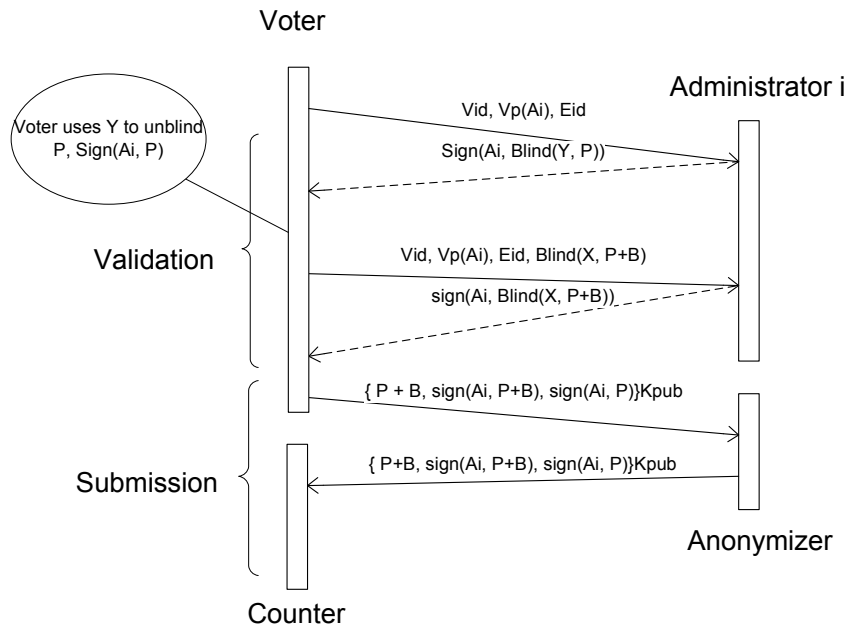 Voter
Administrator i
Vid, Vp(Ai), Eid
Voter uses Y to unblind
P, Sign(Ai, P)
Sign(Ai, Blind(Y, P))
Validation
Vid, Vp(Ai), Eid, Blind(X, P+B)
sign(Ai, Blind(X, P+B))
{ P + B, sign(Ai, P+B), sign(Ai, P)}Kpub
{ P+B, sign(Ai, P+B), sign(Ai, P)}Kpub
Submission
Anonymizer
Counter